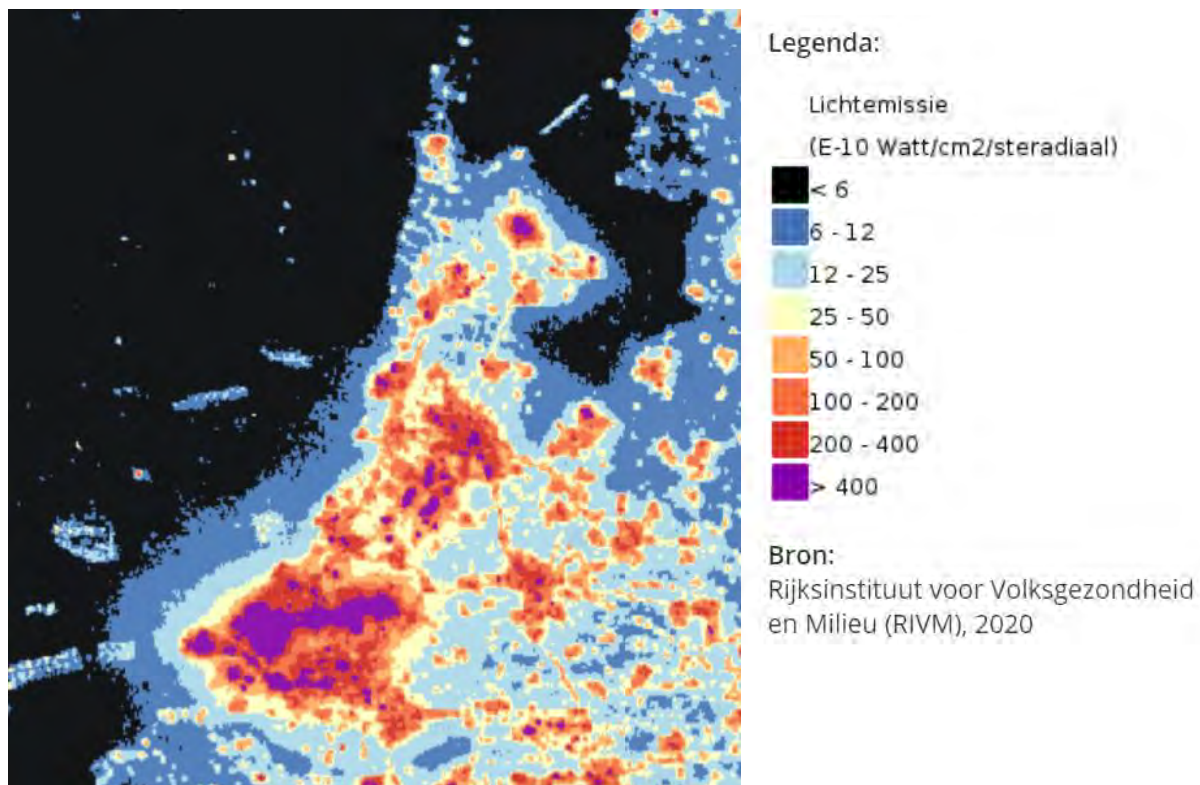 Legenda:
Lichtemissie
(E-10 Watt/cm2/steradiaal)
< 6
6 - 12
12 - 25
25 - 50
50 - 100
100 - 200
200 - 400
> 400
Bron:
Rijksinstituut voor Volksgezondheid
en Milieu (RIVM), 2020